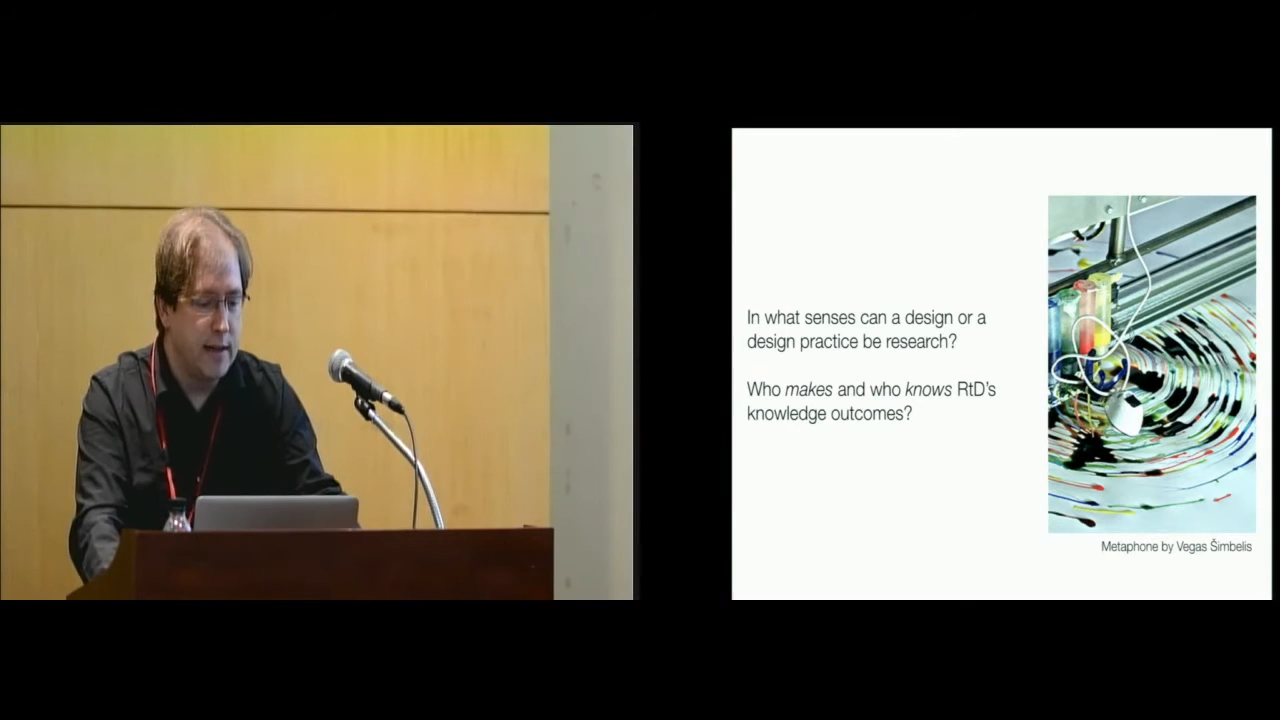 In what senses can a design or a
design practice be research?
Who makes and who knows RtD's
knowledge outcomes?
Metaphone by Vegas Šimbelis